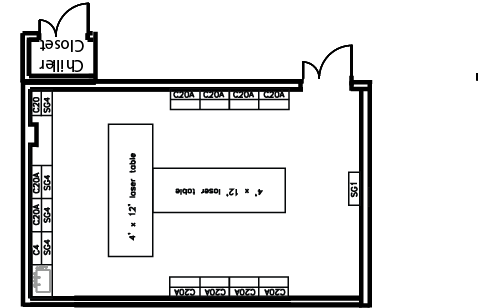 Chiller
Closet
C20A C20A C20A C20A
C20 SG4
C20A SG4
C20A SG4
C4 SG4
4' x 12' laser table
4' x 12' laser table
SG1
C20A C20A C20A C20A